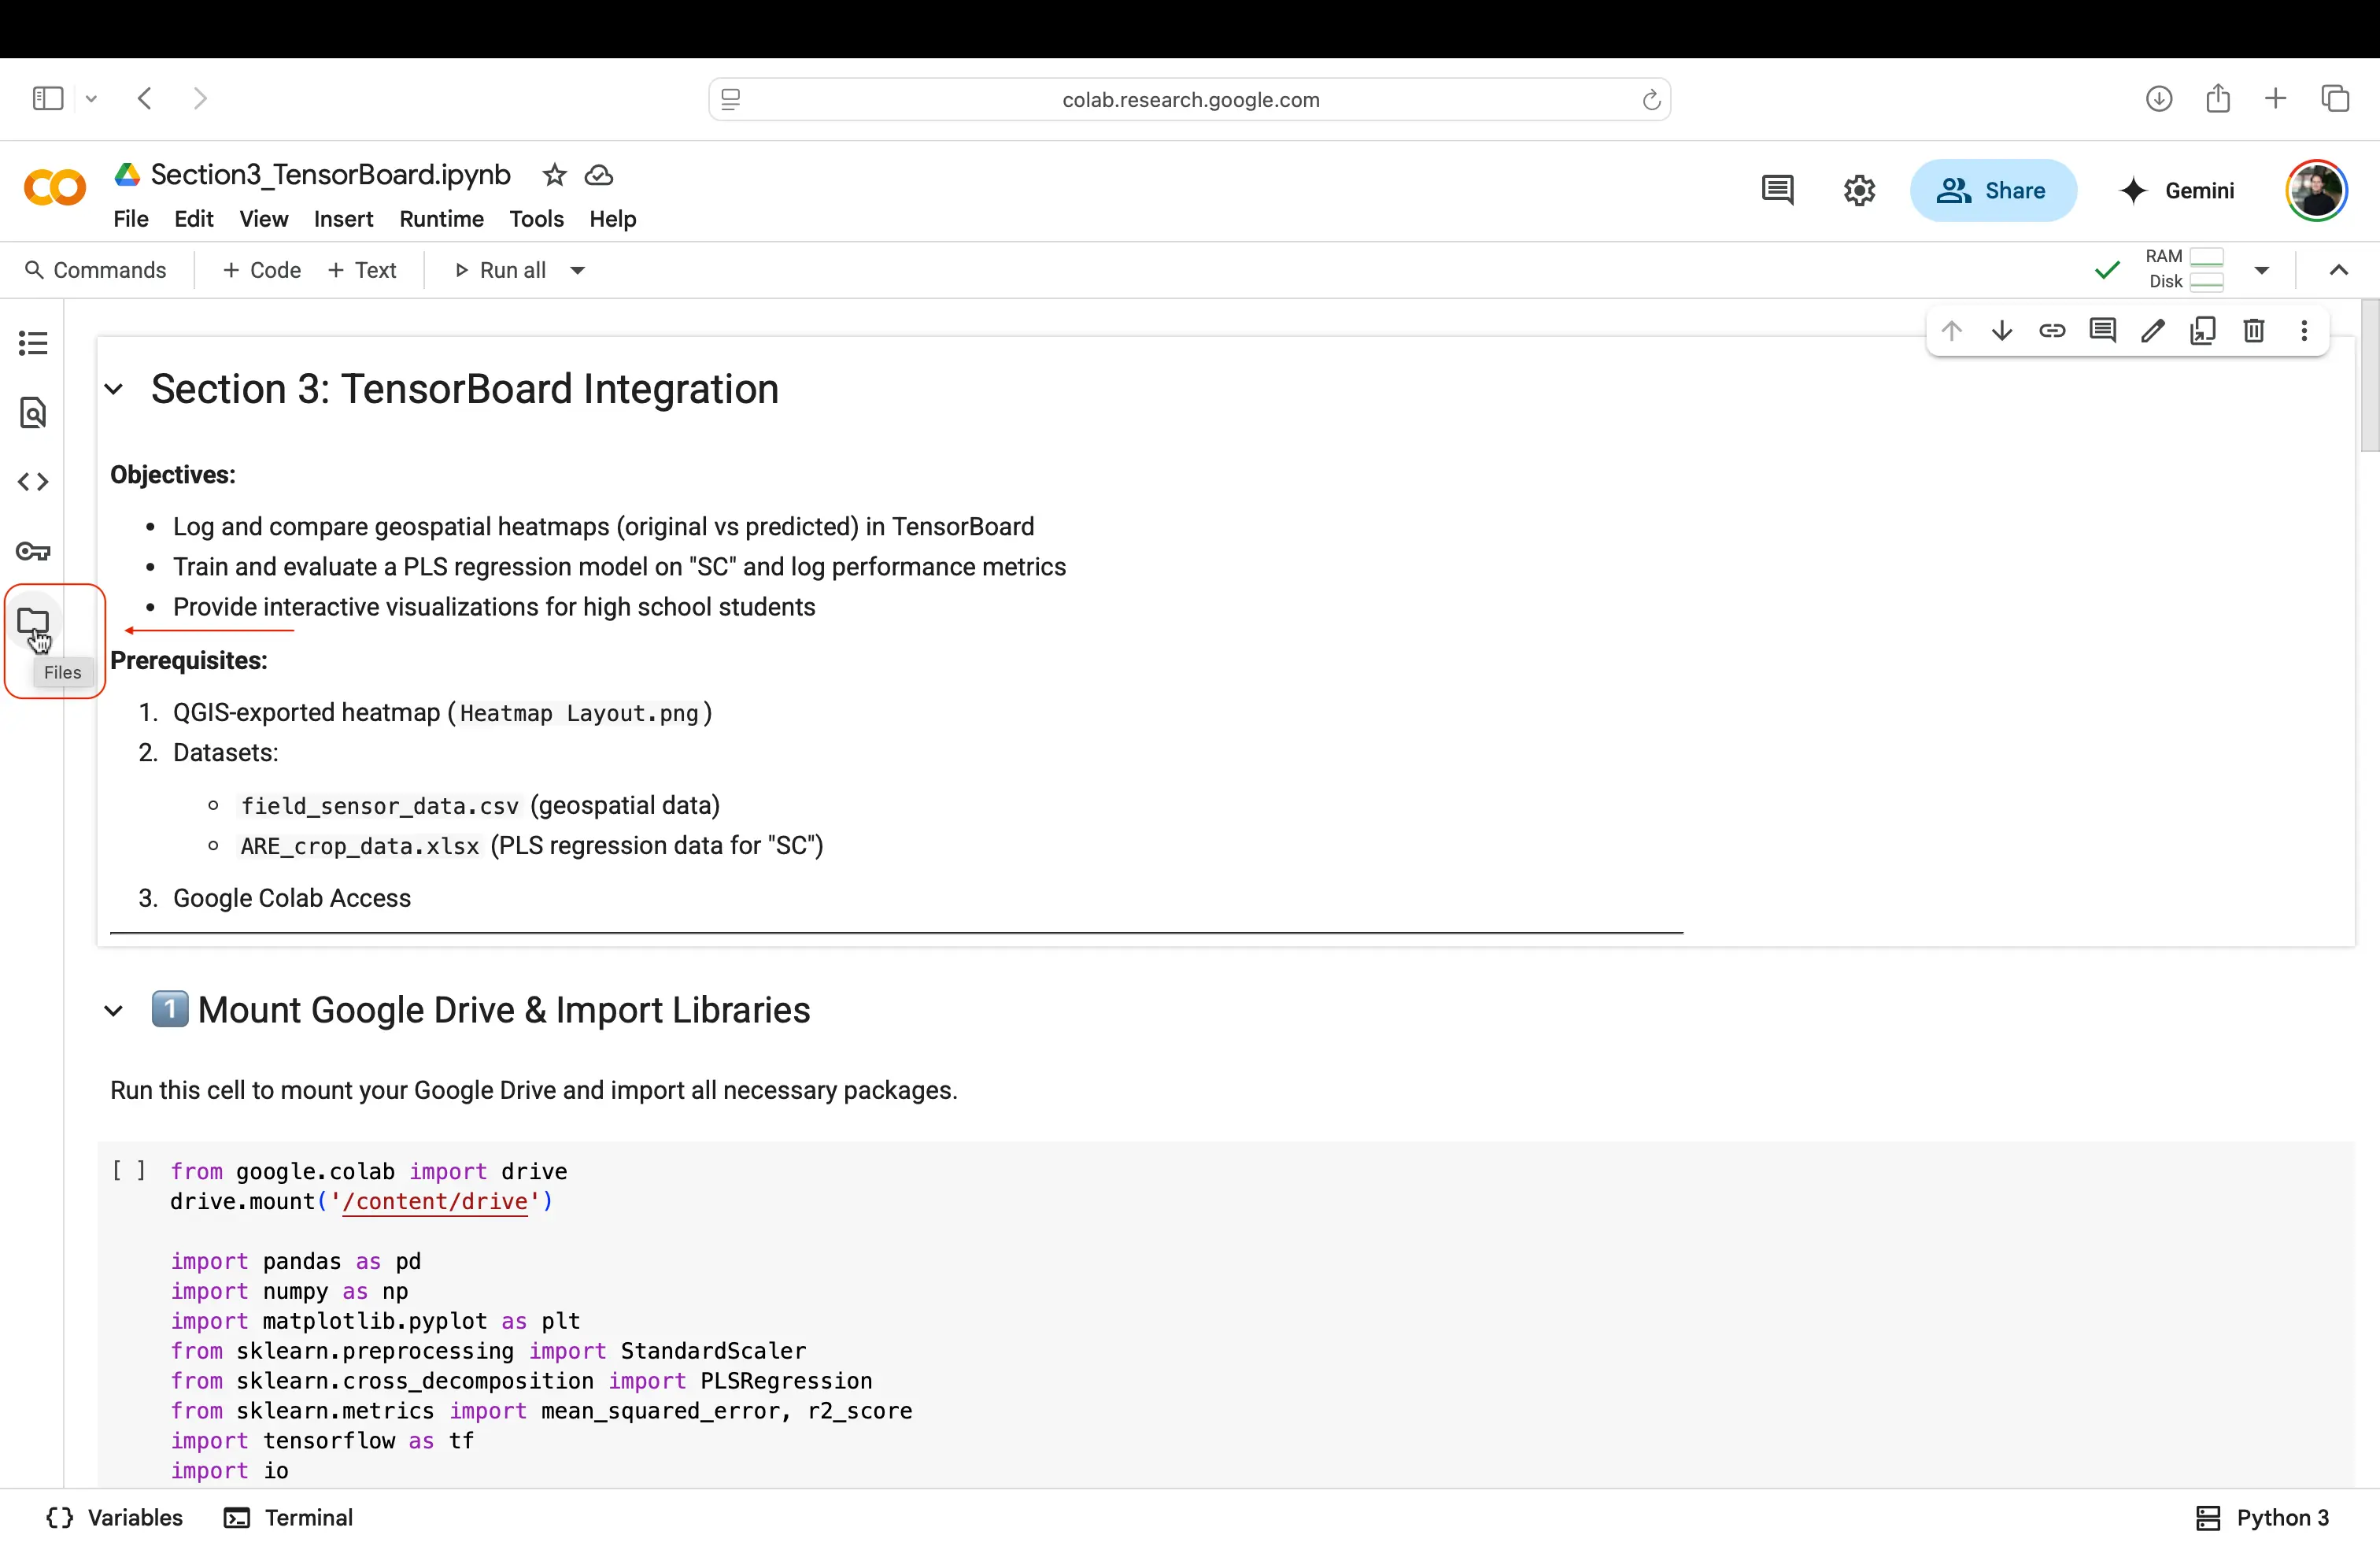 colab.research.google.com
Section3_TensorBoard.ipynb
File Edit View Insert Runtime Tools Help
Share
Gemini
Commands + Code + Text Run all
RAM
Disk
Section 3: TensorBoard Integration
Objectives:
• Log and compare geospatial heatmaps (original vs predicted) in TensorBoard
• Train and evaluate a PLS regression model on "SC" and log performance metrics
• Provide interactive visualizations for high school students
Files
Prerequisites:
1. QGIS-exported heatmap (Heatmap Layout.png)
2. Datasets:
field_sensor_data.csv (geospatial data)
ARE_crop_data.xlsx (PLS regression data for "SC")
3. Google Colab Access
1 Mount Google Drive & Import Libraries
Run this cell to mount your Google Drive and import all necessary packages.
[ ] from google.colab import drive
drive.mount('/content/drive')
import pandas as pd
import numpy as np
import matplotlib.pyplot as plt
from sklearn.preprocessing import StandardScaler
from sklearn.cross_decomposition import PLSRegression
from sklearn.metrics import mean_squared_error, r2_score
import tensorflow as tf
import io
{} Variables Terminal Python 3